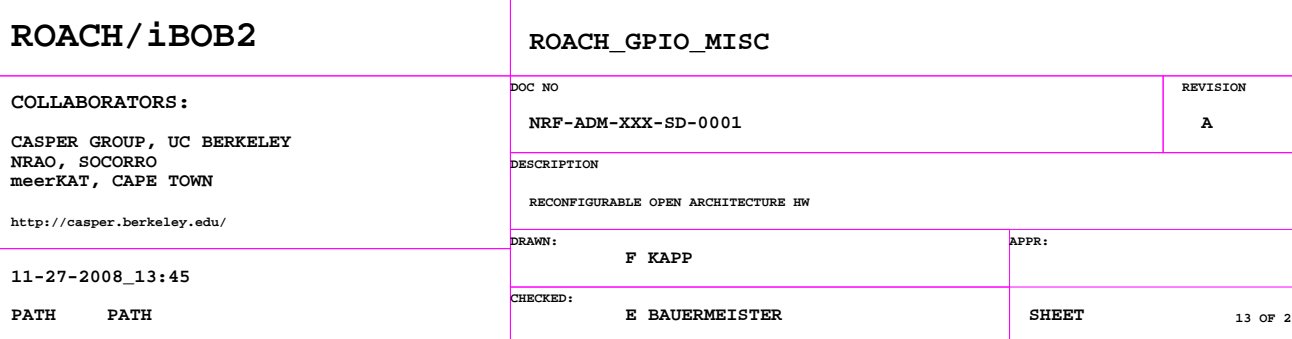 ROACH/iBOB2
ROACH_GPIO_MISC
COLLABORATORS:
CASPER GROUP, UC BERKELEY
NRAO, SOCORRO
meerKAT, CAPE TOWN
http://casper.berkeley.edu/
11-27-2008_13:45
PATH PATH
DOC NO
NRF-ADM-XXX-SD-0001
REVISION
A
DESCRIPTION
RECONFIGURABLE OPEN ARCHITECTURE HW
DRAWN:
F KAPP
APPR:
CHECKED:
E BAUERMEISTER
SHEET
13 OF 2